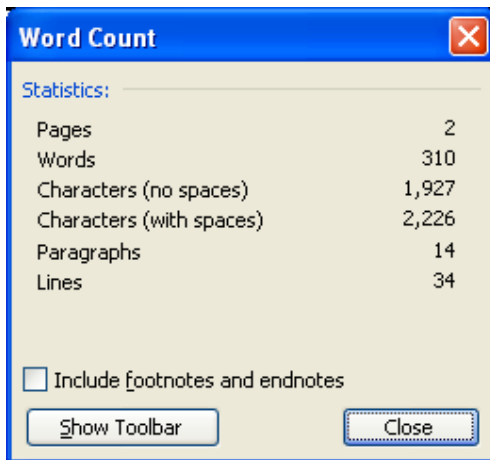 Word Count
Statistics:
Pages 2
Words 310
Characters (no spaces) 1,927
Characters (with spaces) 2,226
Paragraphs 14
Lines 34
Include footnotes and endnotes
Show Toolbar Close